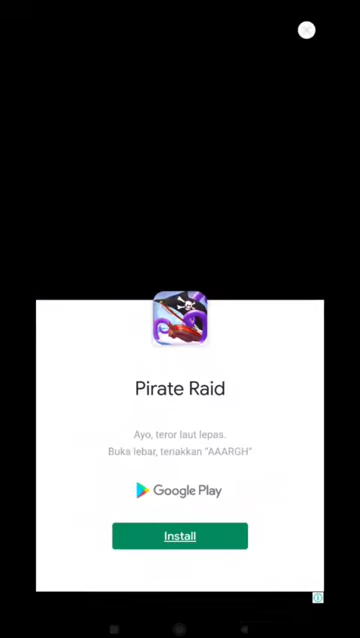 Pirate Raid
Ayo, teror laut lepas.
Buka lebar, tenakkan "AAARGH"
Google Play
Install